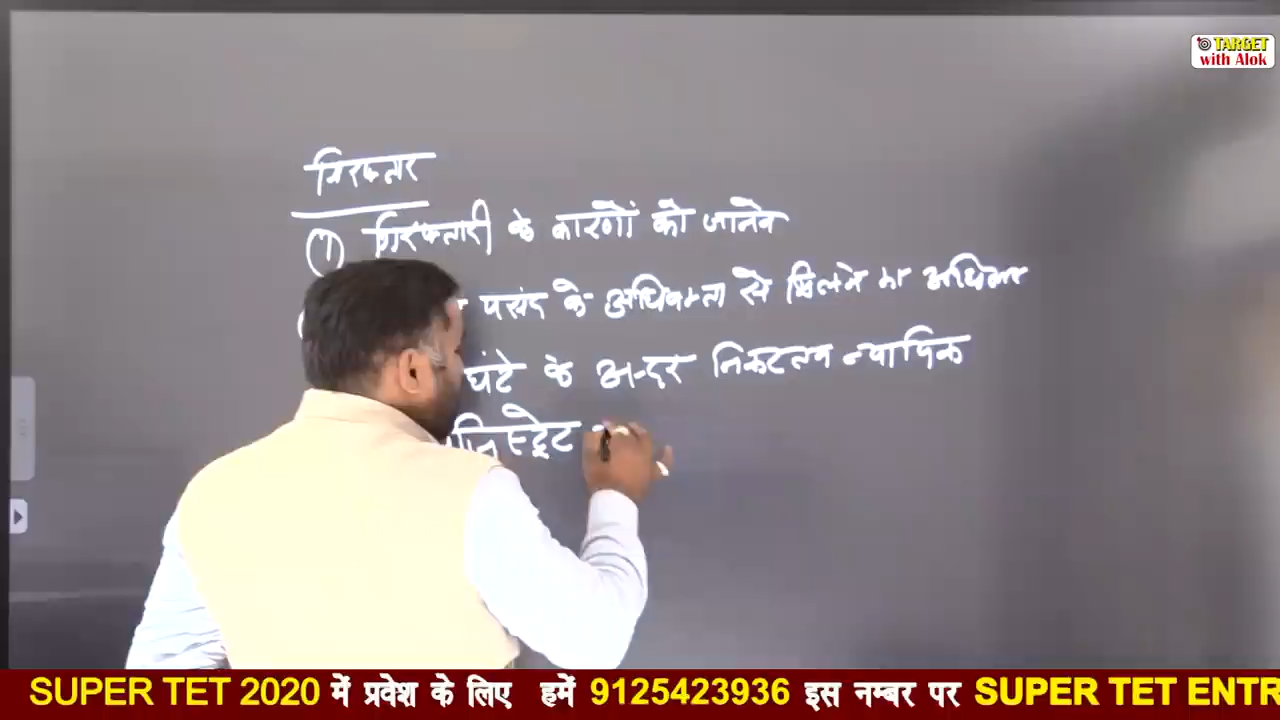 TARGET
with Alok
गिरफ्तार
① गिरफ्तारी के कारणों को जानने
पसंद के अधिवक्ता से मिलने का अधिकार
घंटे के अन्दर निकटतम न्यायिक
जिस्ट्रेट
SUPER TET 2020 में प्रवेश के लिए हमें 9125423936 इस नम्बर पर SUPER TET ENTR